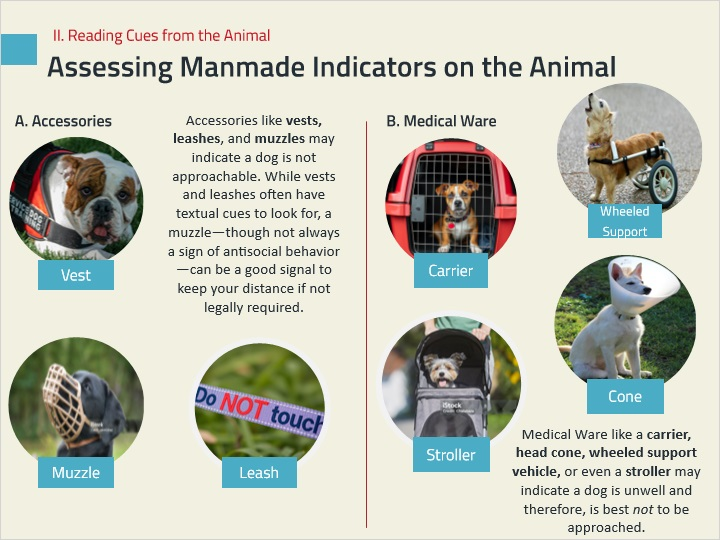 II. Reading Cues from the Animal
Assessing Manmade Indicators on the Animal
A. Accessories
Vest
Accessories like vests,
leashes, and muzzles may
indicate a dog is not
approachable. While vests
and leashes often have
textual cues to look for, a
muzzle—though not always
a sign of antisocial behavior
—can be a good signal to
keep your distance if not
legally required.
Muzzle
Do NOT touch
Leash
B. Medical Ware
Carrier
Wheeled
Support
iStock
Stroller
Cone
Medical Ware like a carrier,
head cone, wheeled support
vehicle, or even a stroller may
indicate a dog is unwell and
therefore, is best not to be
approached.